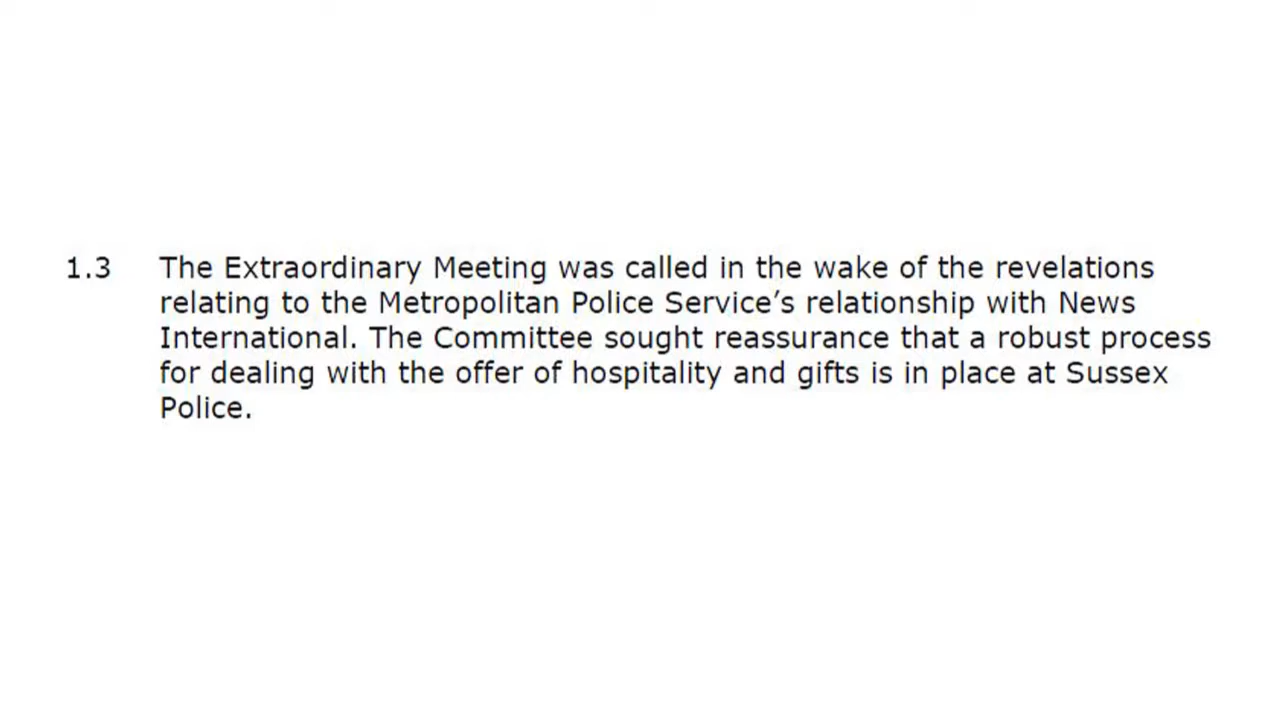 1.3 The Extraordinary Meeting was called in the wake of the revelations
relating to the Metropolitan Police Service’s relationship with News
International. The Committee sought reassurance that a robust process
for dealing with the offer of hospitality and gifts is in place at Sussex
Police.